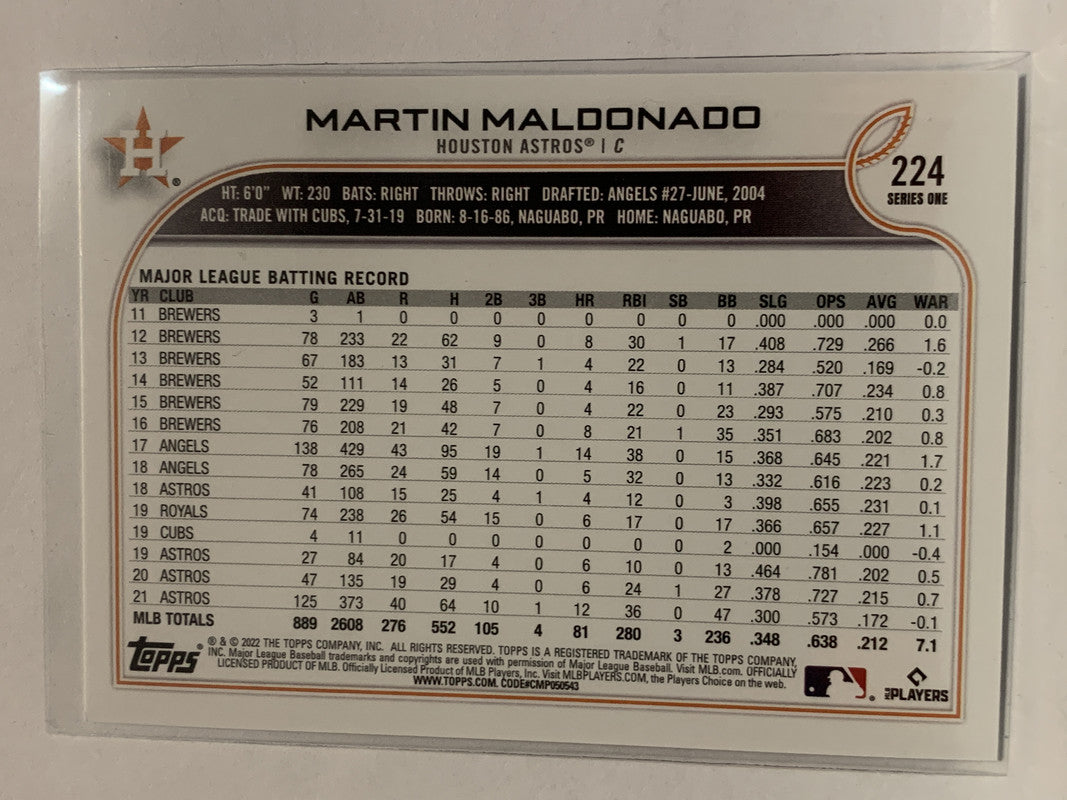 MARTIN MALDONADO
HOUSTON ASTROS® | C
H ®
224
SERIES ONE
HT: 6'0" WT: 230 BATS: RIGHT THROWS: RIGHT DRAFTED: ANGELS #27-JUNE, 2004
ACQ: TRADE WITH CUBS, 7-31-19 BORN: 8-16-86, NAGUABO, PR HOME: NAGUABO, PR
MAJOR LEAGUE BATTING RECORD
YR CLUB G AB R H 2B 3B HR RBI SB BB SLG OPS AVG WAR
11 BREWERS 3 1 0 0 0 0 0 0 0 0 .000 .000 .000 0.0
12 BREWERS 78 233 22 62 9 0 8 30 1 17 .408 .729 .266 1.6
13 BREWERS 67 183 13 31 7 1 4 22 0 13 .284 .520 .169 -0.2
14 BREWERS 52 111 14 26 5 0 4 16 0 11 .387 .707 .234 0.8
15 BREWERS 79 229 19 48 7 0 4 22 0 23 .293 .575 .210 0.3
16 BREWERS 76 208 21 42 7 0 8 21 1 35 .351 .683 .202 0.8
17 ANGELS 138 429 43 95 19 1 14 38 0 15 .368 .645 .221 1.7
18 ANGELS 78 265 24 59 14 0 5 32 0 13 .332 .616 .223 0.2
18 ASTROS 41 108 15 25 4 1 4 12 0 3 .398 .655 .231 0.1
19 ROYALS 74 238 26 54 15 0 6 17 0 17 .366 .657 .227 1.1
19 CUBS 4 11 0 0 0 0 0 0 0 2 .000 .154 .000 -0.4
19 ASTROS 27 84 20 17 4 0 6 10 0 13 .464 .781 .202 0.5
20 ASTROS 47 135 19 29 4 0 6 24 1 27 .378 .727 .215 0.7
21 ASTROS 125 373 40 64 10 1 12 36 0 47 .300 .573 .172 -0.1
MLB TOTALS 889 2608 276 552 105 4 81 280 3 236 .348 .638 .212 7.1
topps®
® & © 2022 THE TOPPS COMPANY, INC. ALL RIGHTS RESERVED. TOPPS IS A REGISTERED TRADEMARK OF THE TOPPS COMPANY,
INC. Major League Baseball trademarks and copyrights are used with permission of Major League Baseball. Visit MLB.com. OFFICIALLY
LICENSED PRODUCT OF MLB. Officially Licensed Product of MLB Players, Inc. Visit MLBPLAYERS.COM, the Players Choice on the web.
WWW.TOPPS.COM. CODE#CMP050543
MLB PLAYERS